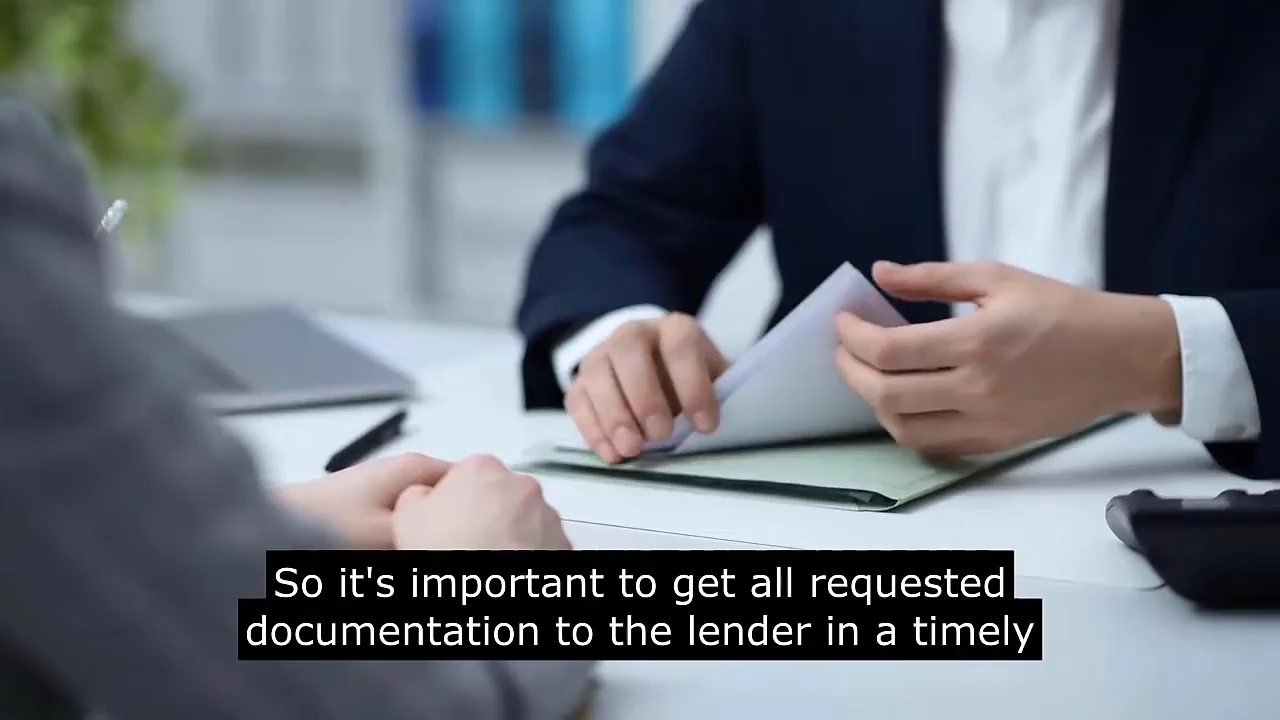 So it's important to get all requested
documentation to the lender in a timely